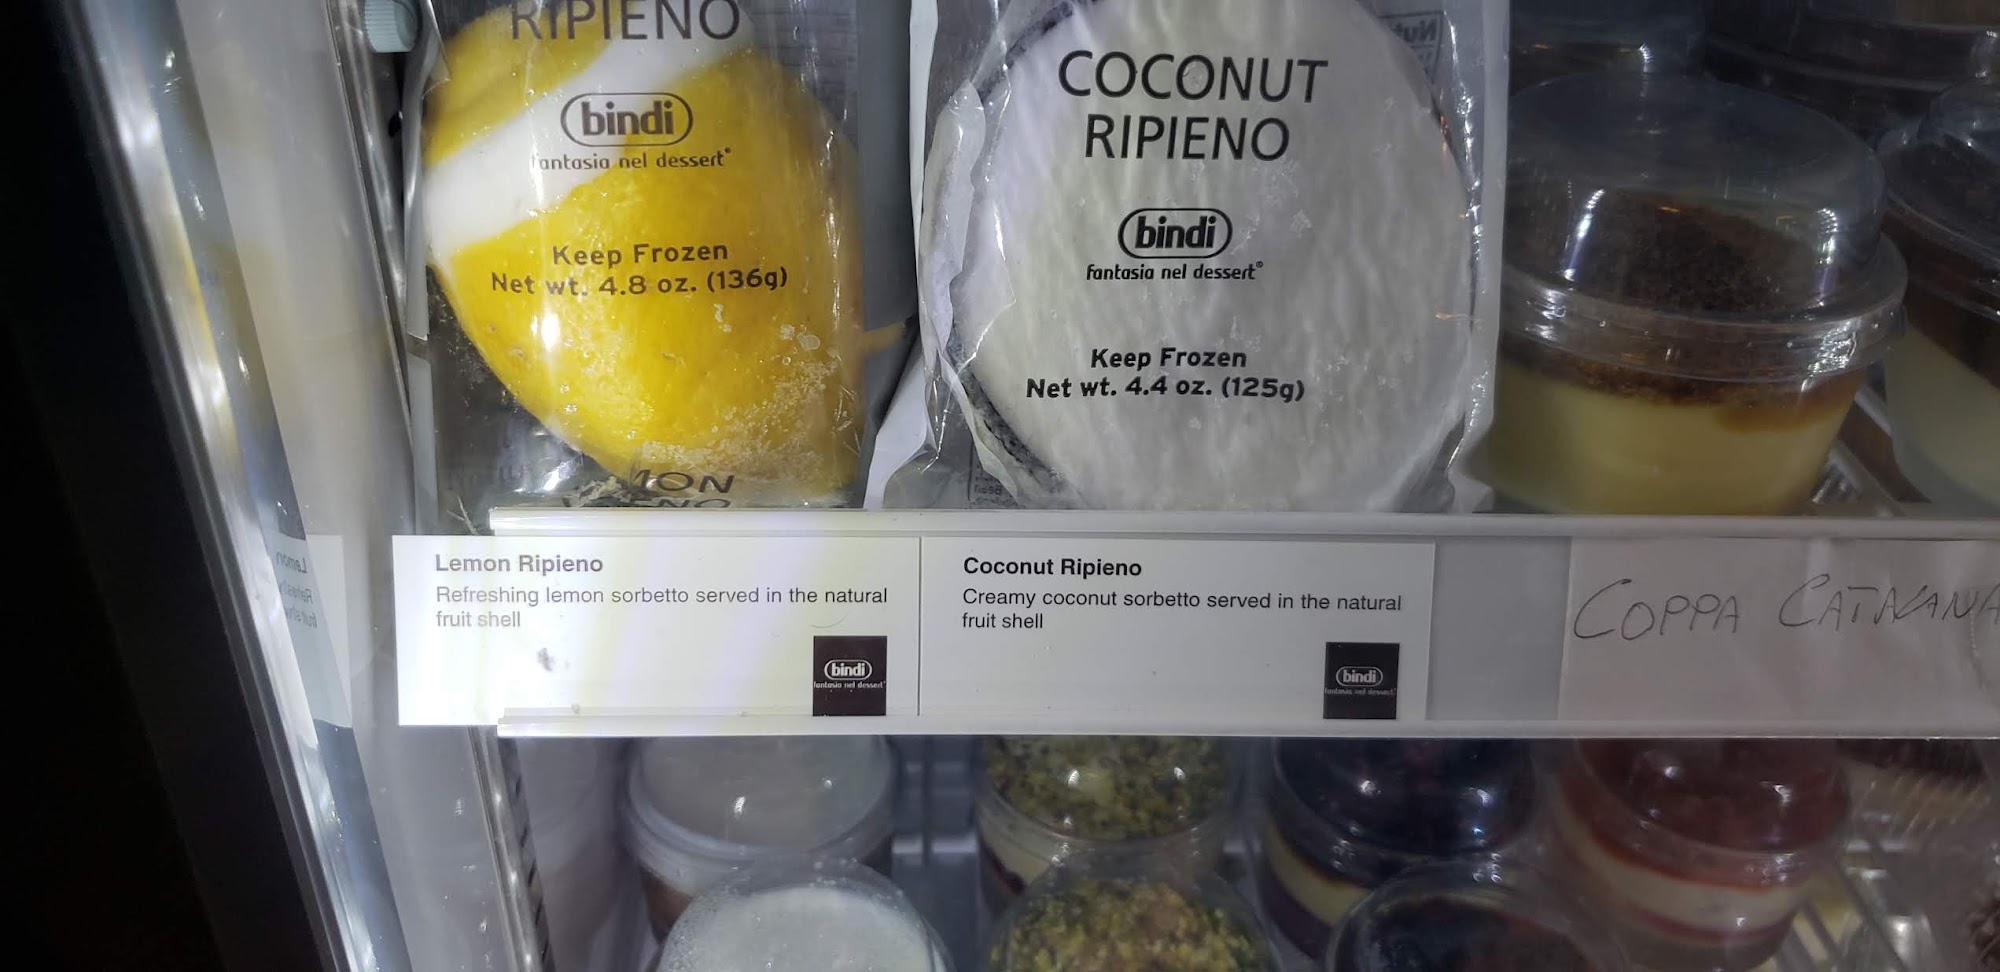 RIPIENO
bindi
fantasia nel dessert®
Keep Frozen
Net wt. 4.8 oz. (136g)
COCONUT
RIPIENO
bindi
fantasia nel dessert®
Keep Frozen
Net wt. 4.4 oz. (125g)
Lemon Ripieno
Refreshing lemon sorbetto served in the natural
fruit shell
bindi
fantasia nel dessert®
Coconut Ripieno
Creamy coconut sorbetto served in the natural
fruit shell
bindi
fantasia nel dessert®
COPPA CATALANA